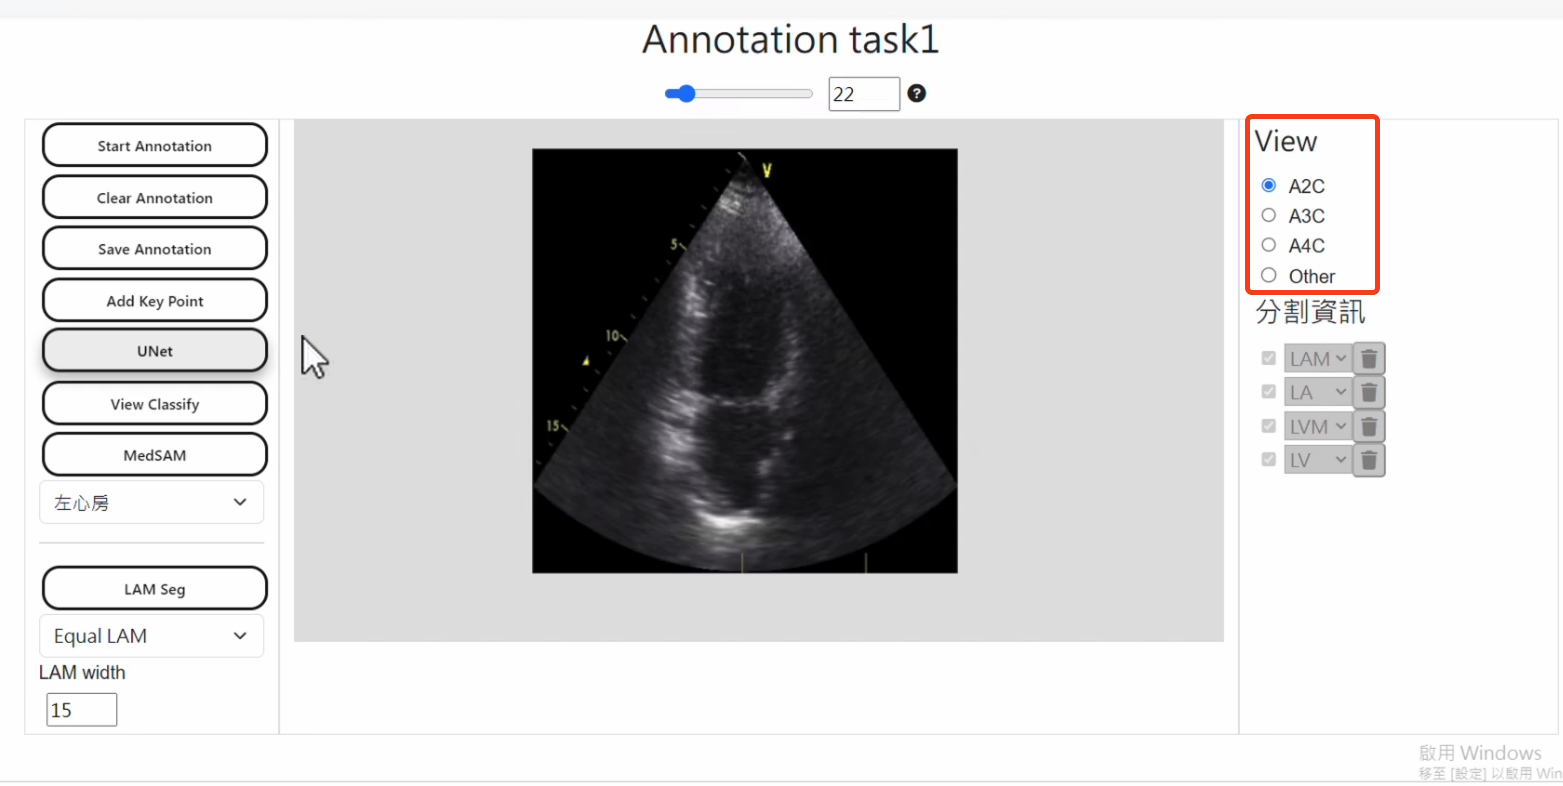 Annotation task1
22
?
Start Annotation
Clear Annotation
Save Annotation
Add Key Point
UNet
View Classify
MedSAM
左心房
LAM Seg
Equal LAM
LAM width
15
V
5
10
15
View
A2C
A3C
A4C
Other
分割資訊
LAM
LA
LVM
LV
啟用 Windows
移至 [設定] 以啟用 Win